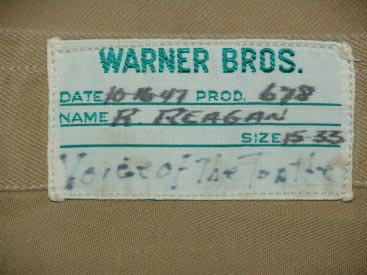 WARNER BROS.
DATE 10-16-47 PROD. 678
NAME R. REAGAN
SIZE 15-33
Voice of The Turtle